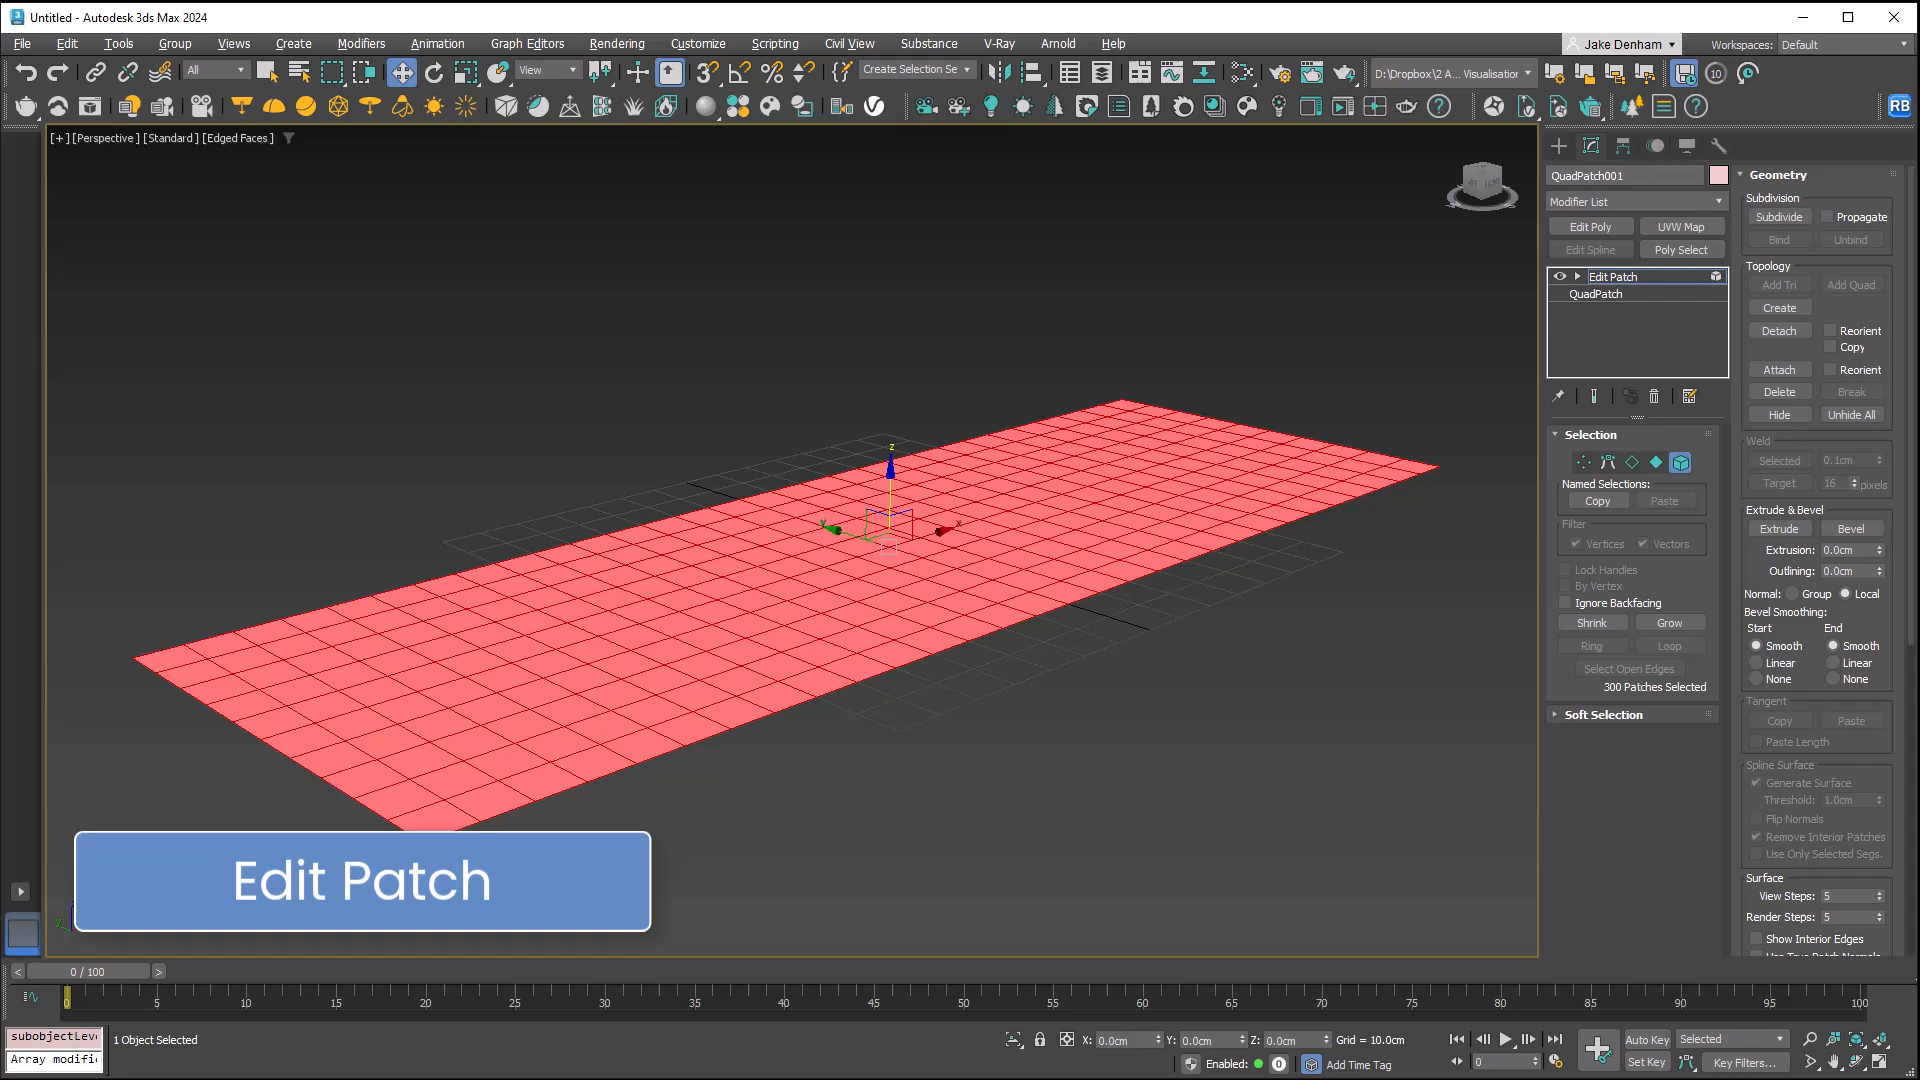 Untitled - Autodesk 3ds Max 2024
File Edit Tools Group Views Create Modifiers Animation Graph Editors Rendering Customize Scripting Civil View Substance V-Ray Arnold Help
Jake Denham
Workspaces: Default
All
View
Create Selection Se
D:\Dropbox\2 A... Visualisation
10
RB
[+] [Perspective ] [Standard ] [Edged Faces ]
z
y
x
Edit Patch
QuadPatch001
Modifier List
Edit Poly UVW Map
Edit Spline Poly Select
Edit Patch
QuadPatch
Selection
Named Selections:
Copy Paste
Filter
Vertices Vectors
Lock Handles
By Vertex
Ignore Backfacing
Shrink Grow
Ring Loop
Select Open Edges
300 Patches Selected
Soft Selection
Geometry
Subdivision
Subdivide Propagate
Bind Unbind
Topology
Add Tri Add Quad
Create
Detach Reorient
Copy
Attach Reorient
Delete Break
Hide Unhide All
Weld
Selected 0.1cm
Target 16 pixels
Extrude & Bevel
Extrude Bevel
Extrusion: 0.0cm
Outlining: 0.0cm
Normal: Group Local
Bevel Smoothing:
Start End
Smooth Smooth
Linear Linear
None None
Tangent
Copy Paste
Paste Length
Spline Surface
Generate Surface
Threshold: 1.0cm
Flip Normals
Remove Interior Patches
Use Only Selected Segs.
Surface
View Steps: 5
Render Steps: 5
Show Interior Edges
< 0 / 100 >
0 5 10 15 20 25 30 35 40 45 50 55 60 65 70 75 80 85 90 95 100
subobjectLeve
Array modifi
1 Object Selected
X: 0.0cm Y: 0.0cm Z: 0.0cm Grid = 10.0cm
Enabled: 0 Add Time Tag
0
Auto Key Selected
Set Key Key Filters...